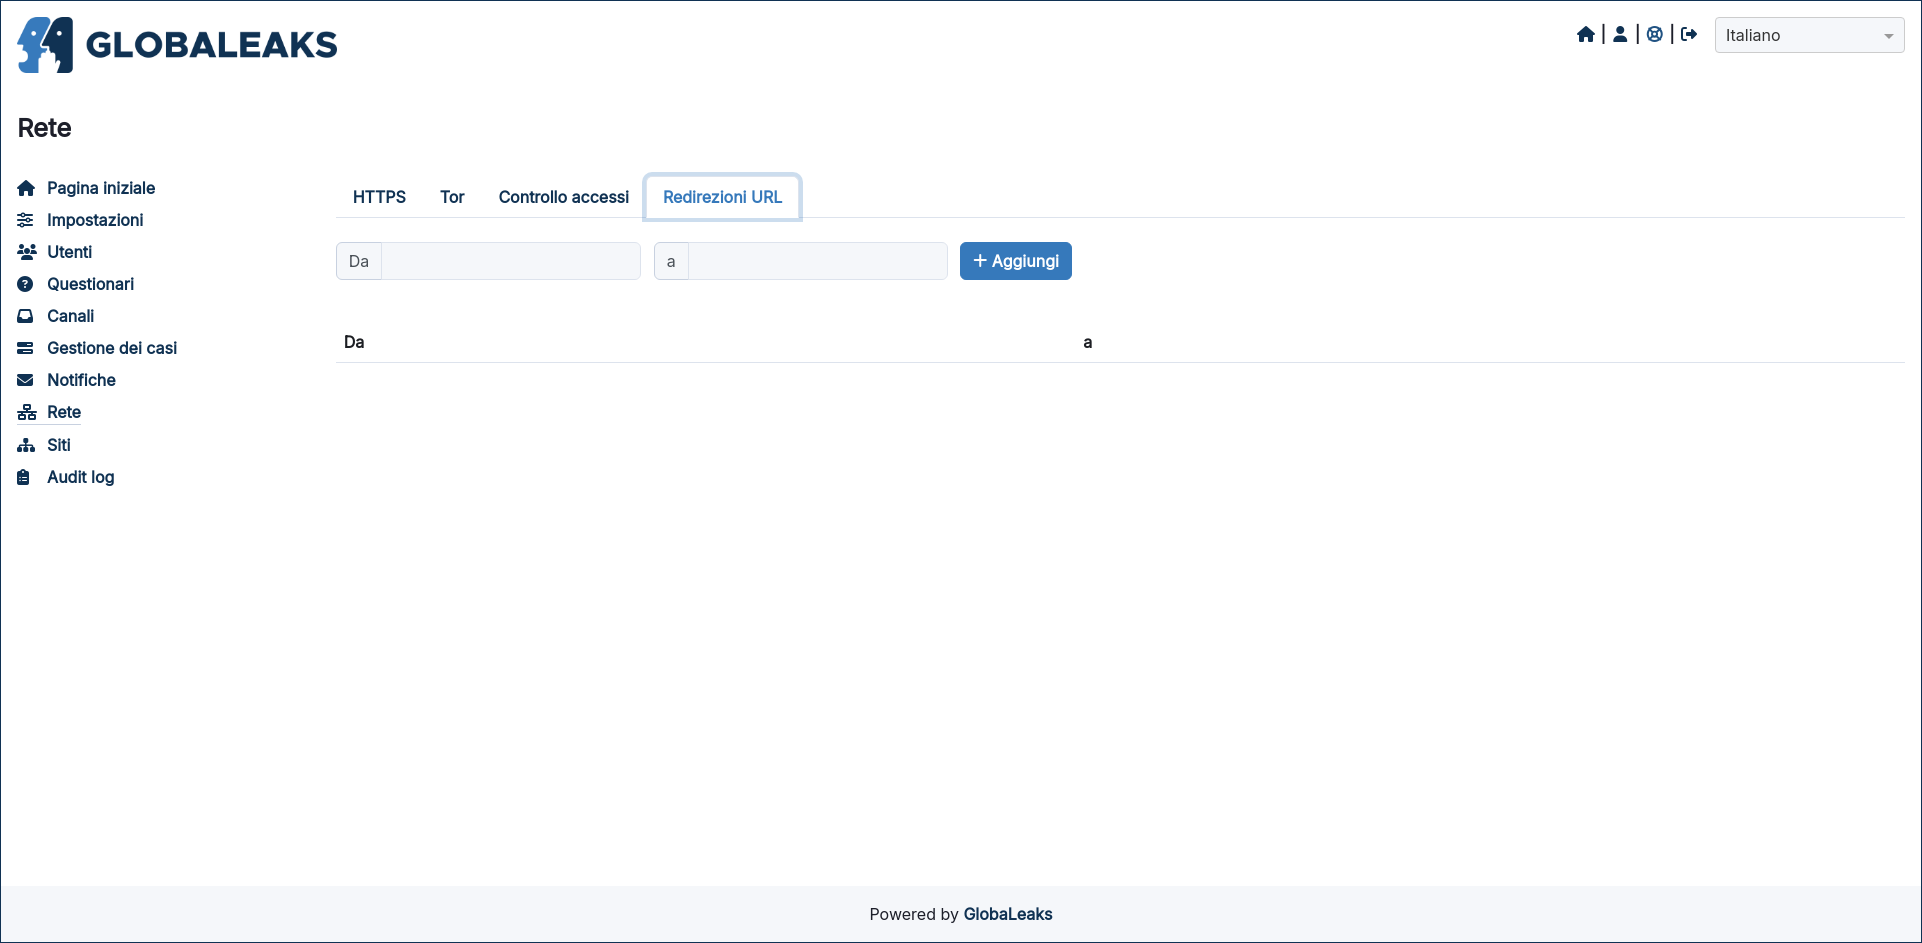 GLOBALEAKS
Italiano
Rete
Pagina iniziale
Impostazioni
Utenti
Questionari
Canali
Gestione dei casi
Notifiche
Rete
Siti
Audit log
HTTPS Tor Controllo accessi Redirezioni URL
Da a Aggiungi
Da a
Powered by GlobaLeaks